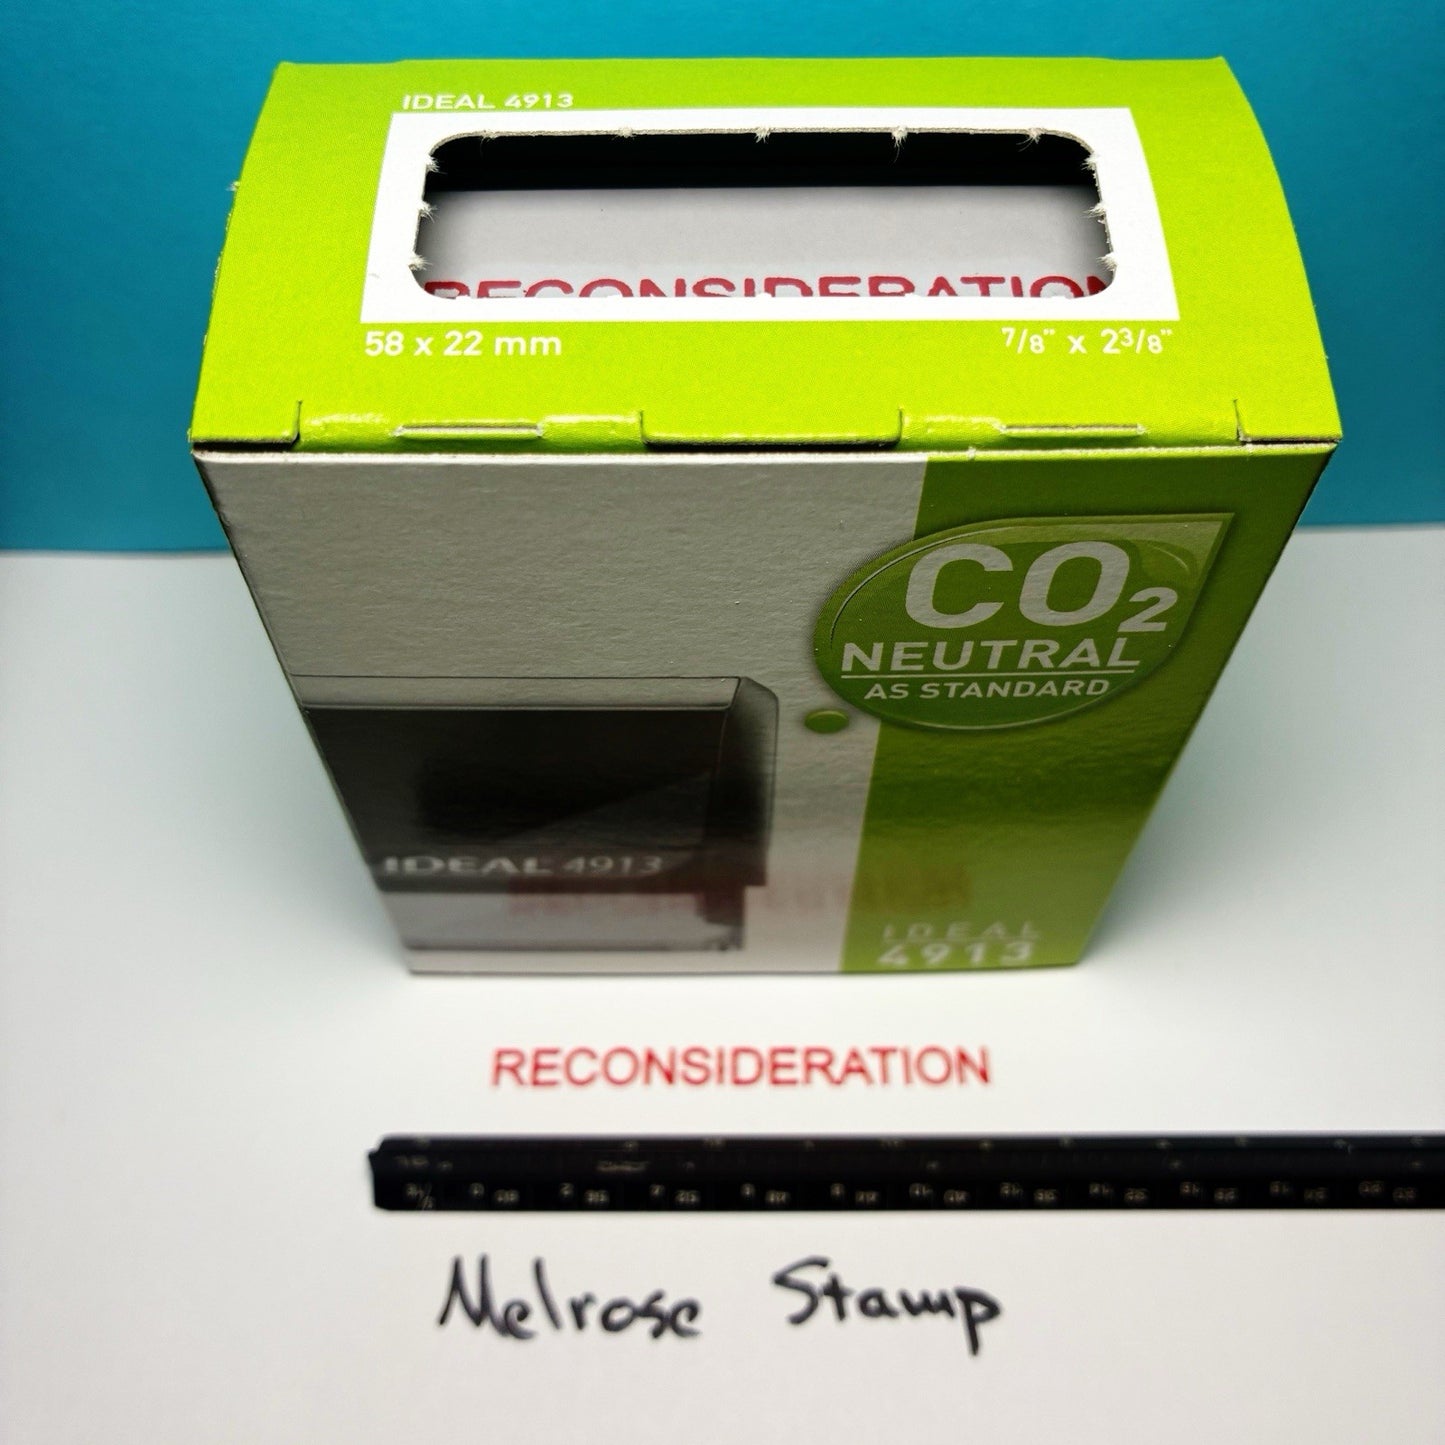 IDEAL 4913
RECONSIDERATION
58 x 22 mm
7/8" x 2 3/8"
CO2
NEUTRAL
AS STANDARD
IDEAL 4913
IDEAL
4913
RECONSIDERATION
Melrose Stamp